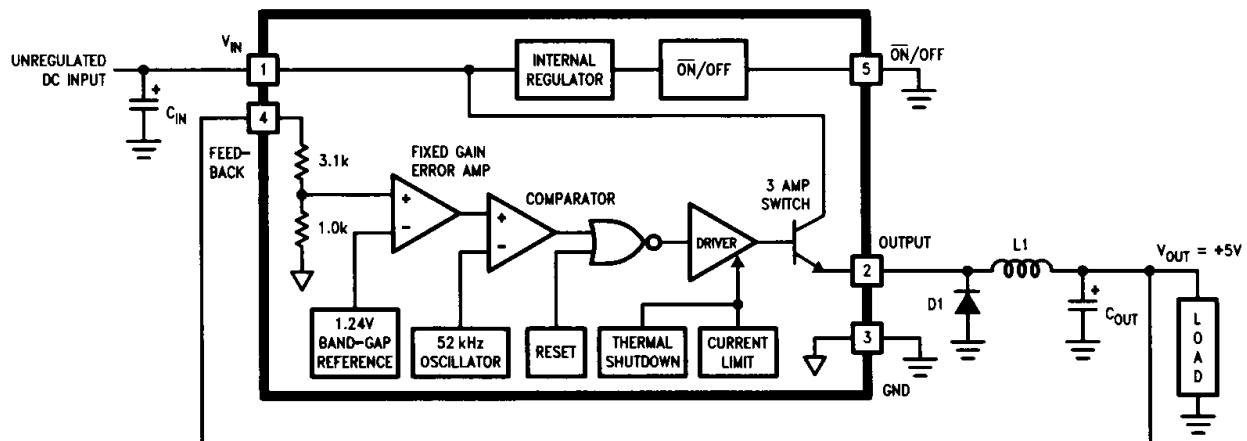 UNREGULATED
DC INPUT
V_IN
1
+
C_IN
4
FEED-
BACK
3.1k
1.0k
INTERNAL
REGULATOR
O̅N̅/OFF
5
O̅N̅/OFF
FIXED GAIN
ERROR AMP
+
−
COMPARATOR
+
−
DRIVER
3 AMP
SWITCH
OUTPUT
2
L1
V_OUT = +5V
D1
+
C_OUT
LOAD
1.24V
BAND-GAP
REFERENCE
52 kHz
OSCILLATOR
RESET
THERMAL
SHUTDOWN
CURRENT
LIMIT
3
GND